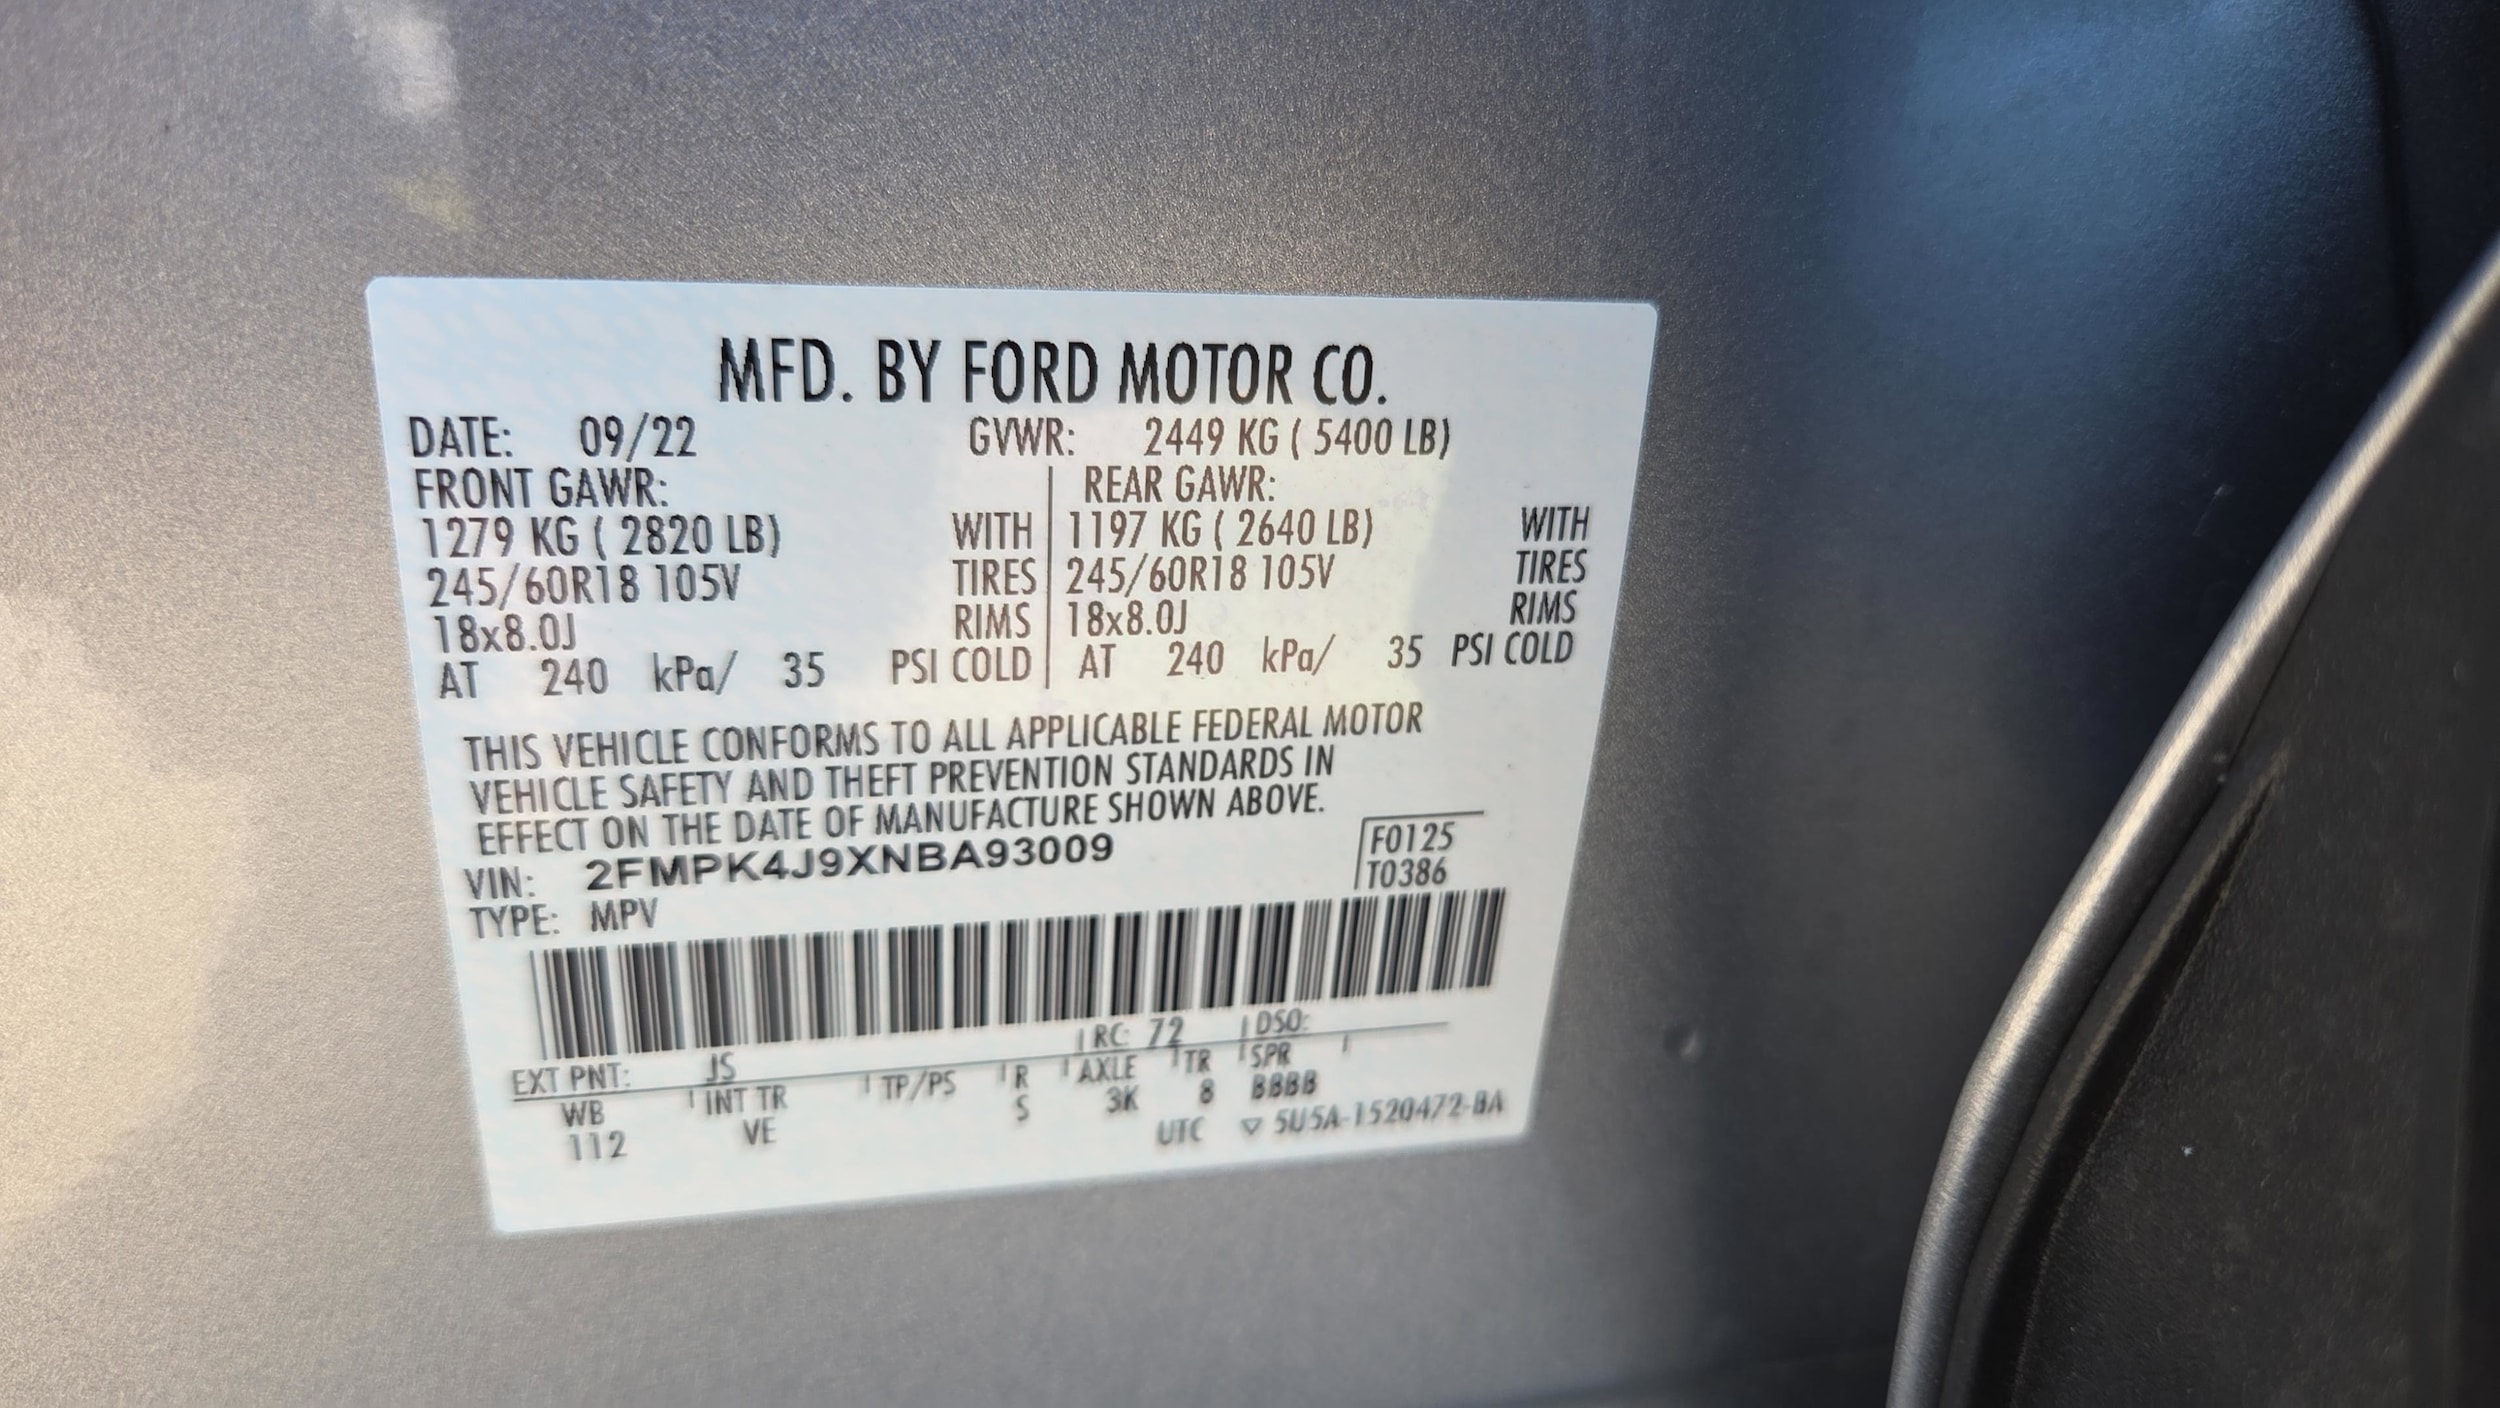 MFD. BY FORD MOTOR CO.
DATE: 09/22 GVWR: 2449 KG ( 5400 LB)
FRONT GAWR: REAR GAWR:
1279 KG ( 2820 LB) WITH 1197 KG ( 2640 LB) WITH
245/60R18 105V TIRES 245/60R18 105V TIRES
18x8.0J RIMS 18x8.0J RIMS
AT 240 kPa/ 35 PSI COLD AT 240 kPa/ 35 PSI COLD
THIS VEHICLE CONFORMS TO ALL APPLICABLE FEDERAL MOTOR
VEHICLE SAFETY AND THEFT PREVENTION STANDARDS IN
EFFECT ON THE DATE OF MANUFACTURE SHOWN ABOVE.
VIN: 2FMPK4J9XNBA93009 F0125
TYPE: MPV T0386
EXT PNT: JS RC: 72 DSO:
WB INT TR TP/PS R AXLE TR SPR
112 VE S 3K 8 BBBB
UTC ▽ 5U5A-1520472-BA